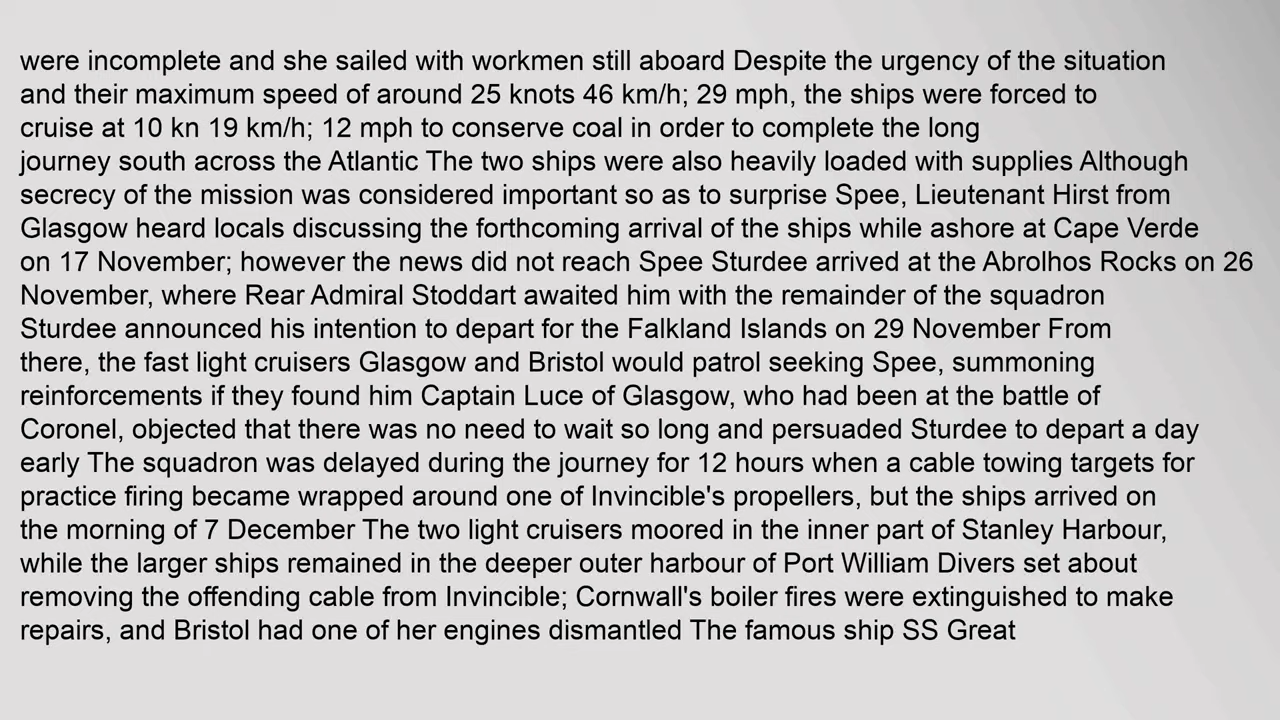 were incomplete and she sailed with workmen still aboard Despite the urgency of the situation
and their maximum speed of around 25 knots 46 km/h; 29 mph, the ships were forced to
cruise at 10 kn 19 km/h; 12 mph to conserve coal in order to complete the long
journey south across the Atlantic The two ships were also heavily loaded with supplies Although
secrecy of the mission was considered important so as to surprise Spee, Lieutenant Hirst from
Glasgow heard locals discussing the forthcoming arrival of the ships while ashore at Cape Verde
on 17 November; however the news did not reach Spee Sturdee arrived at the Abrolhos Rocks on 26
November, where Rear Admiral Stoddart awaited him with the remainder of the squadron
Sturdee announced his intention to depart for the Falkland Islands on 29 November From
there, the fast light cruisers Glasgow and Bristol would patrol seeking Spee, summoning
reinforcements if they found him Captain Luce of Glasgow, who had been at the battle of
Coronel, objected that there was no need to wait so long and persuaded Sturdee to depart a day
early The squadron was delayed during the journey for 12 hours when a cable towing targets for
practice firing became wrapped around one of Invincible's propellers, but the ships arrived on
the morning of 7 December The two light cruisers moored in the inner part of Stanley Harbour,
while the larger ships remained in the deeper outer harbour of Port William Divers set about
removing the offending cable from Invincible; Cornwall's boiler fires were extinguished to make
repairs, and Bristol had one of her engines dismantled The famous ship SS Great